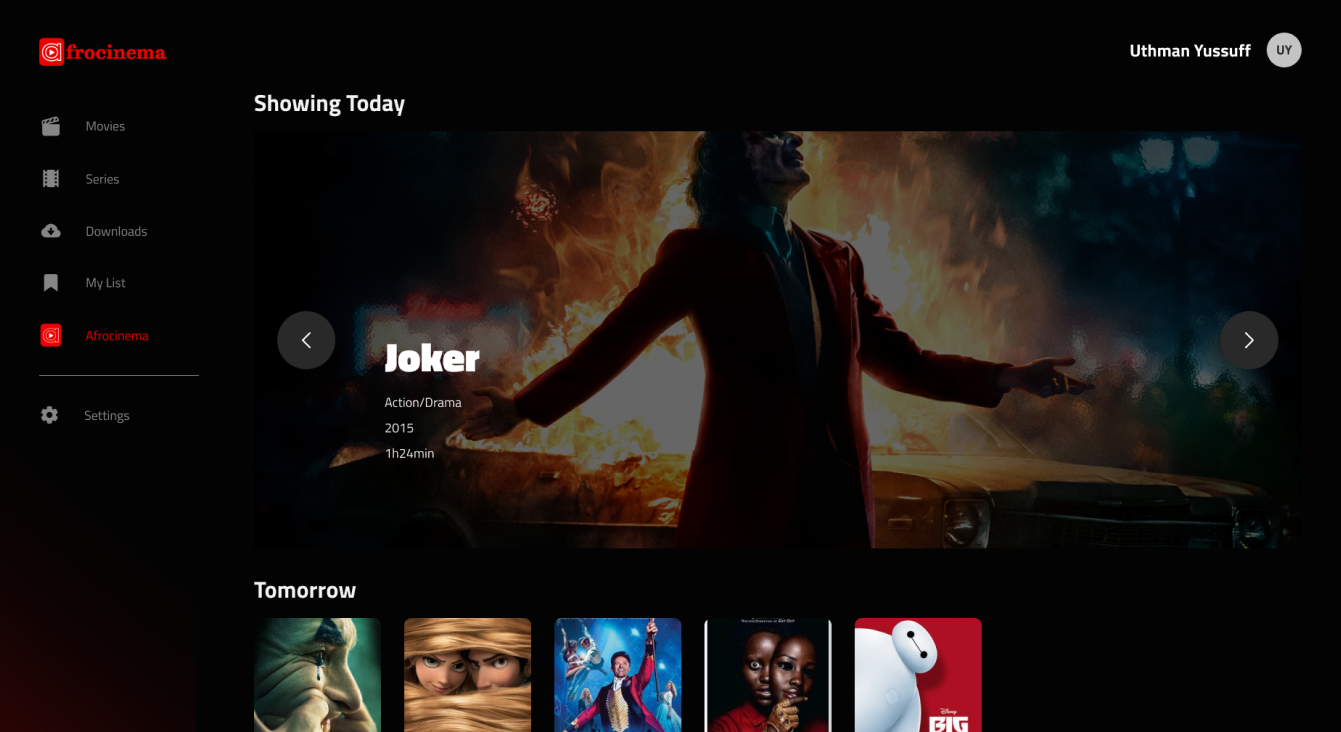 frocinema
Uthman Yussuff
UY
Showing Today
Movies
Series
Downloads
My List
Afrocinema
Settings
Joker
Action/Drama
2015
1h24min
Tomorrow
Disney
BIG